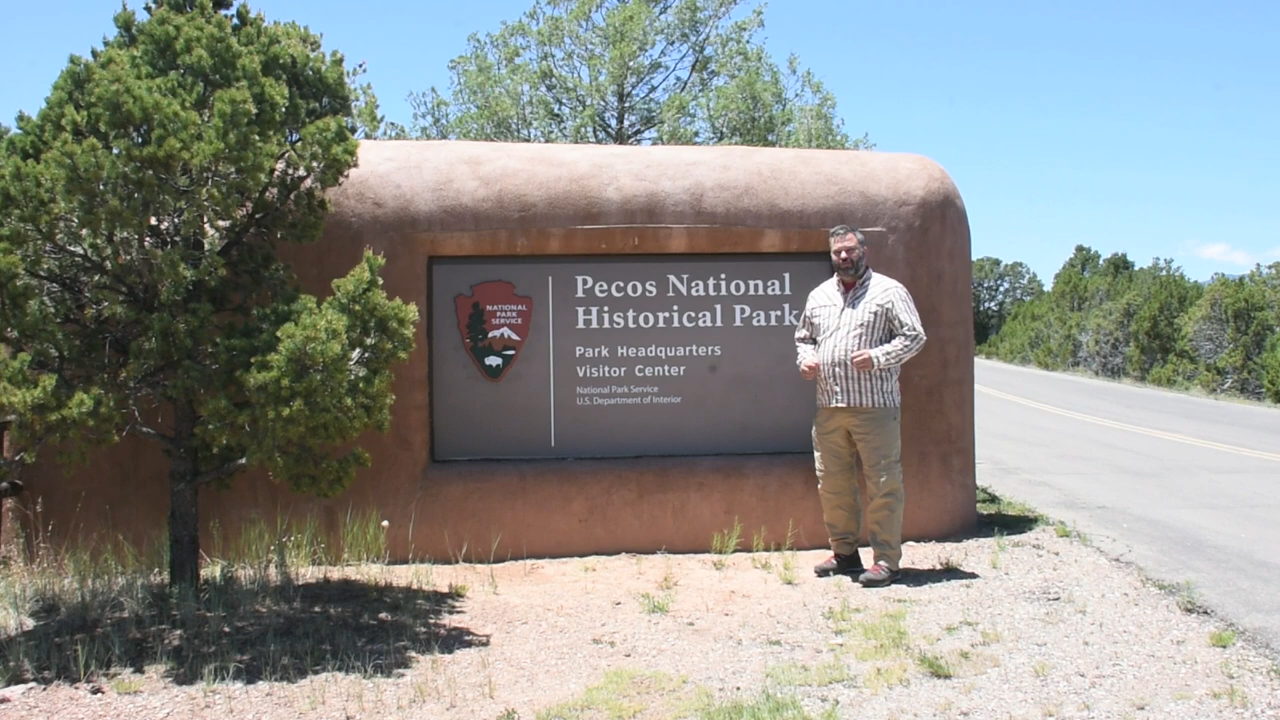 NATIONAL
PARK
SERVICE
Pecos National
Historical Park
Park Headquarters
Visitor Center
National Park Service
U.S. Department of Interior